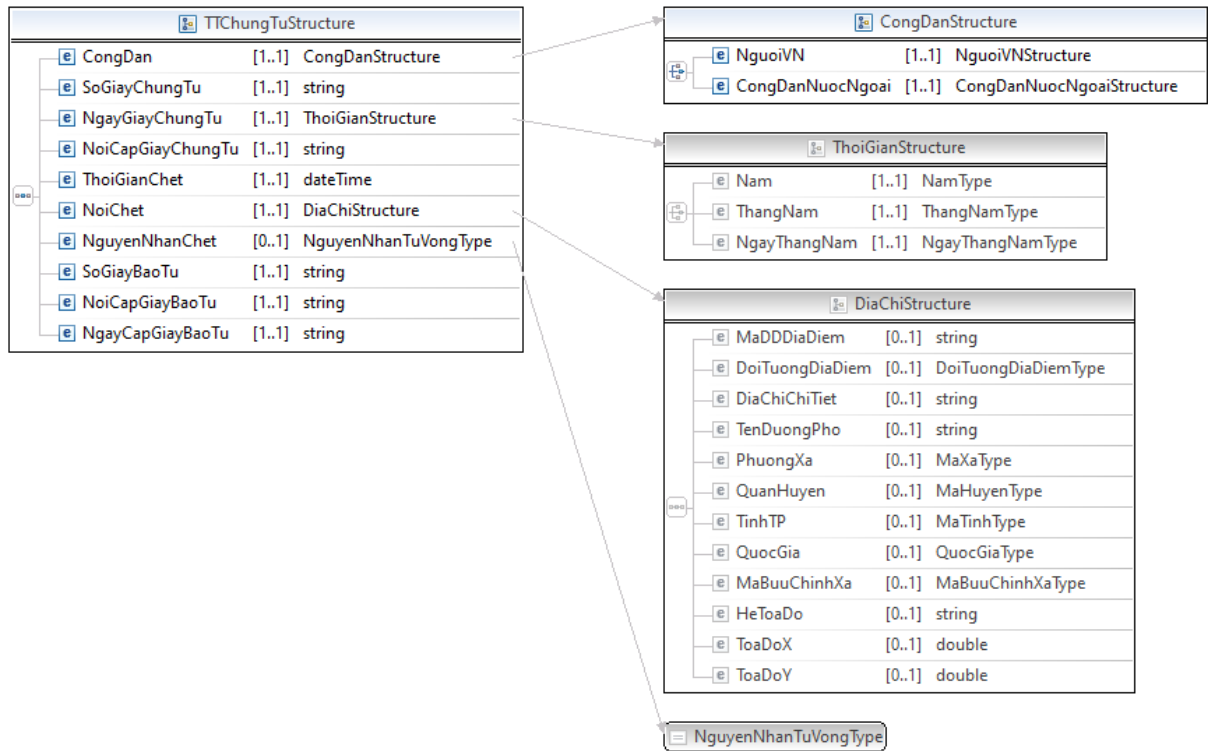 TTChungTuStructure
CongDan [1..1] CongDanStructure
SoGiayChungTu [1..1] string
NgayGiayChungTu [1..1] ThoiGianStructure
NoiCapGiayChungTu [1..1] string
ThoiGianChet [1..1] dateTime
NoiChet [1..1] DiaChiStructure
NguyenNhanChet [0..1] NguyenNhanTuVongType
SoGiayBaoTu [1..1] string
NoiCapGiayBaoTu [1..1] string
NgayCapGiayBaoTu [1..1] string
CongDanStructure
NguoiVN [1..1] NguoiVNStructure
CongDanNuocNgoai [1..1] CongDanNuocNgoaiStructure
ThoiGianStructure
Nam [1..1] NamType
ThangNam [1..1] ThangNamType
NgayThangNam [1..1] NgayThangNamType
DiaChiStructure
MaDDDiaDiem [0..1] string
DoiTuongDiaDiem [0..1] DoiTuongDiaDiemType
DiaChiChiTiet [0..1] string
TenDuongPho [0..1] string
PhuongXa [0..1] MaXaType
QuanHuyen [0..1] MaHuyenType
TinhTP [0..1] MaTinhType
QuocGia [0..1] QuocGiaType
MaBuuChinhXa [0..1] MaBuuChinhXaType
HeToaDo [0..1] string
ToaDoX [0..1] double
ToaDoY [0..1] double
NguyenNhanTuVongType